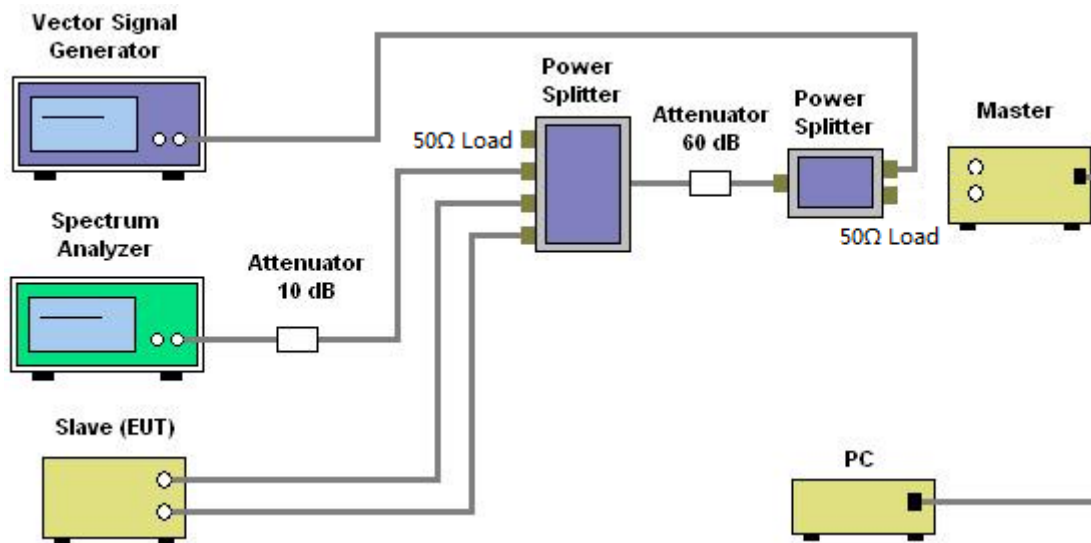 Vector Signal
Generator
Power
Splitter
Attenuator
60 dB
Power
Splitter
Master
50Ω Load
50Ω Load
Spectrum
Analyzer
Attenuator
10 dB
Slave (EUT)
PC